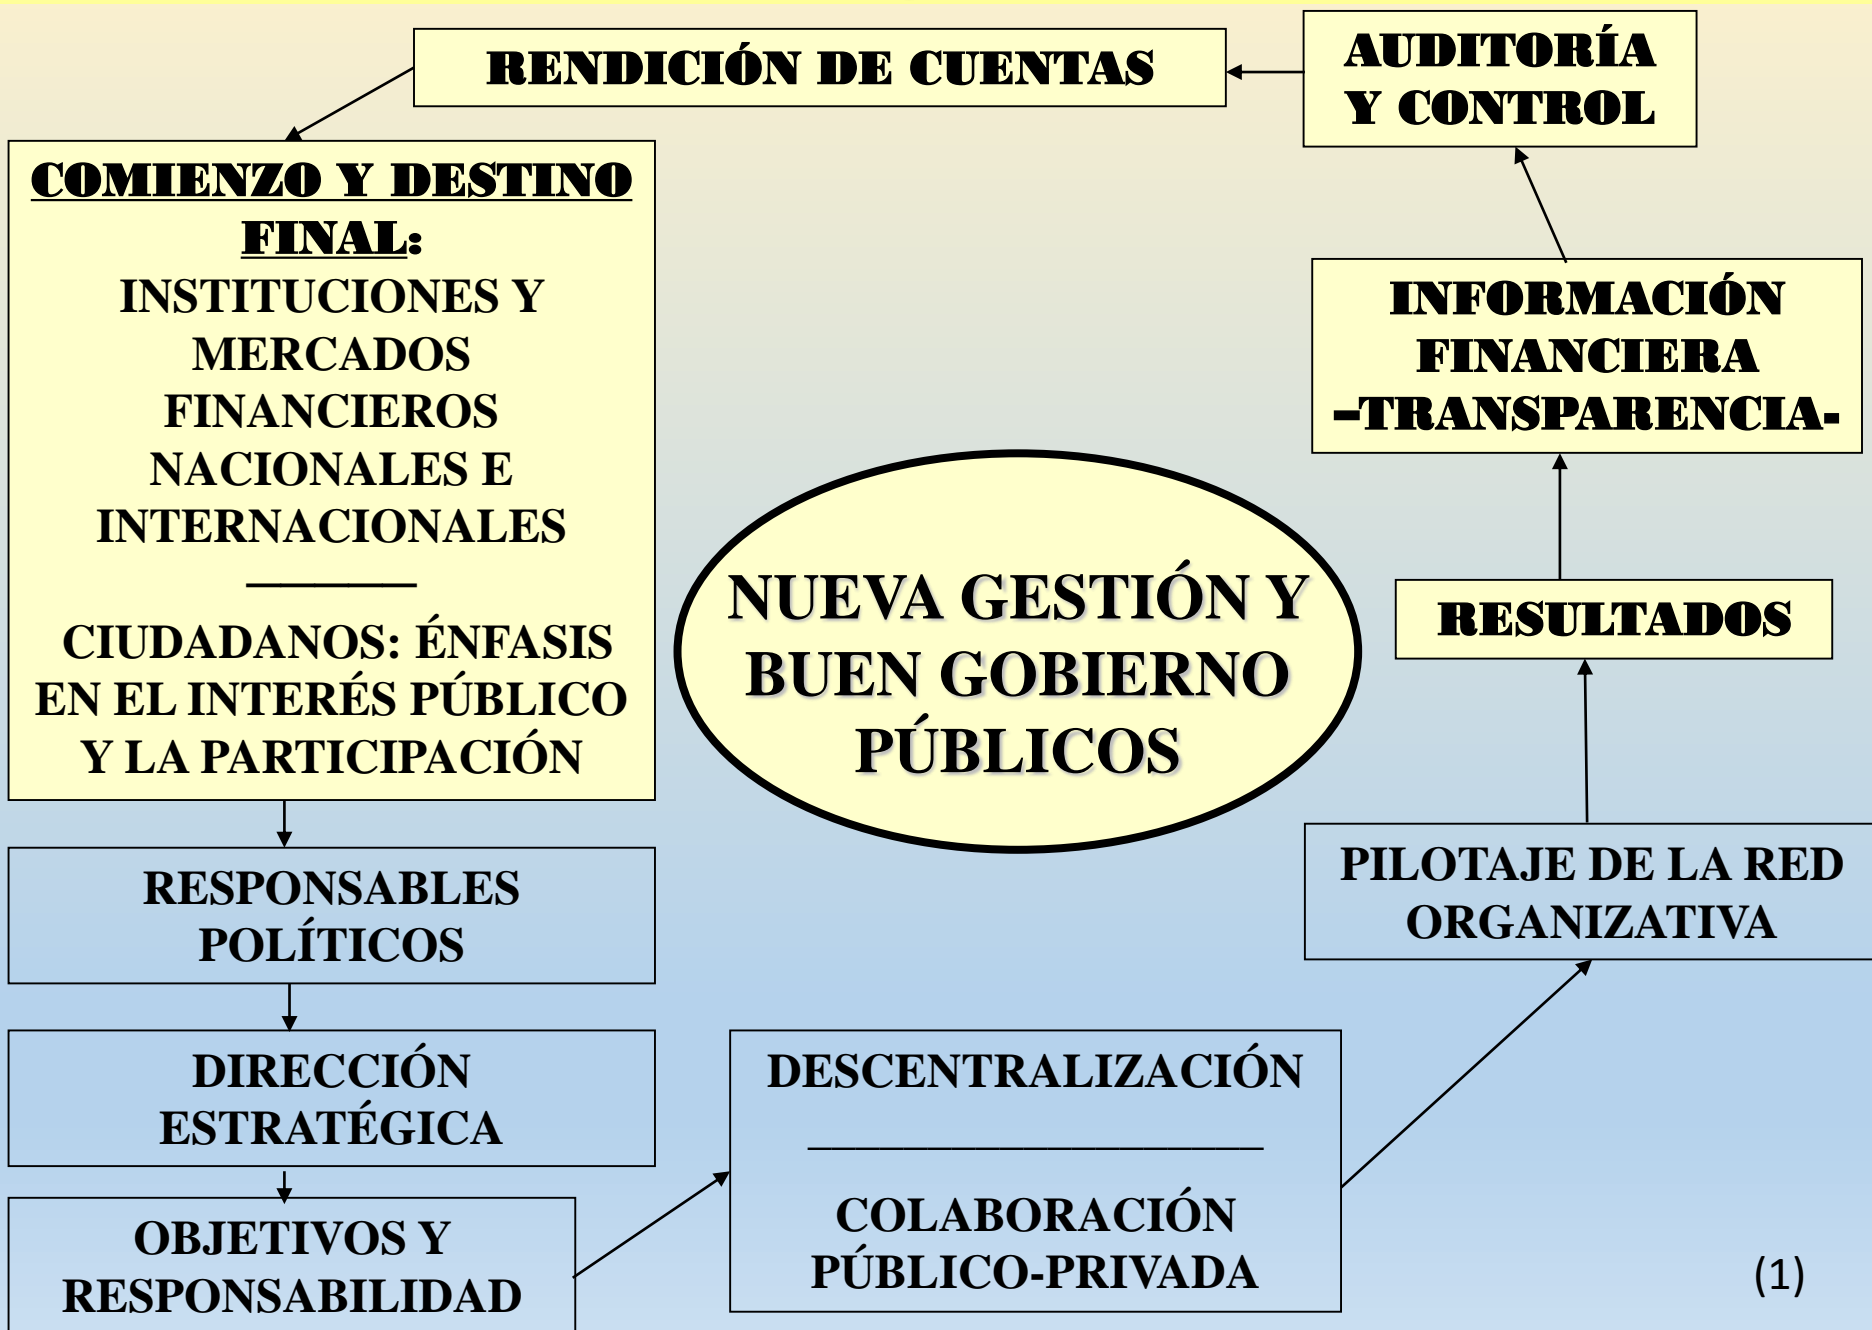 RENDICIÓN DE CUENTAS
AUDITORÍA
Y CONTROL
COMIENZO Y DESTINO
FINAL:
INSTITUCIONES Y
MERCADOS
FINANCIEROS
NACIONALES E
INTERNACIONALES
CIUDADANOS: ÉNFASIS
EN EL INTERÉS PÚBLICO
Y LA PARTICIPACIÓN
INFORMACIÓN
FINANCIERA
–TRANSPARENCIA-
NUEVA GESTIÓN Y
BUEN GOBIERNO
PÚBLICOS
RESULTADOS
RESPONSABLES
POLÍTICOS
PILOTAJE DE LA RED
ORGANIZATIVA
DIRECCIÓN
ESTRATÉGICA
DESCENTRALIZACIÓN
COLABORACIÓN
PÚBLICO-PRIVADA
OBJETIVOS Y
RESPONSABILIDAD
(1)